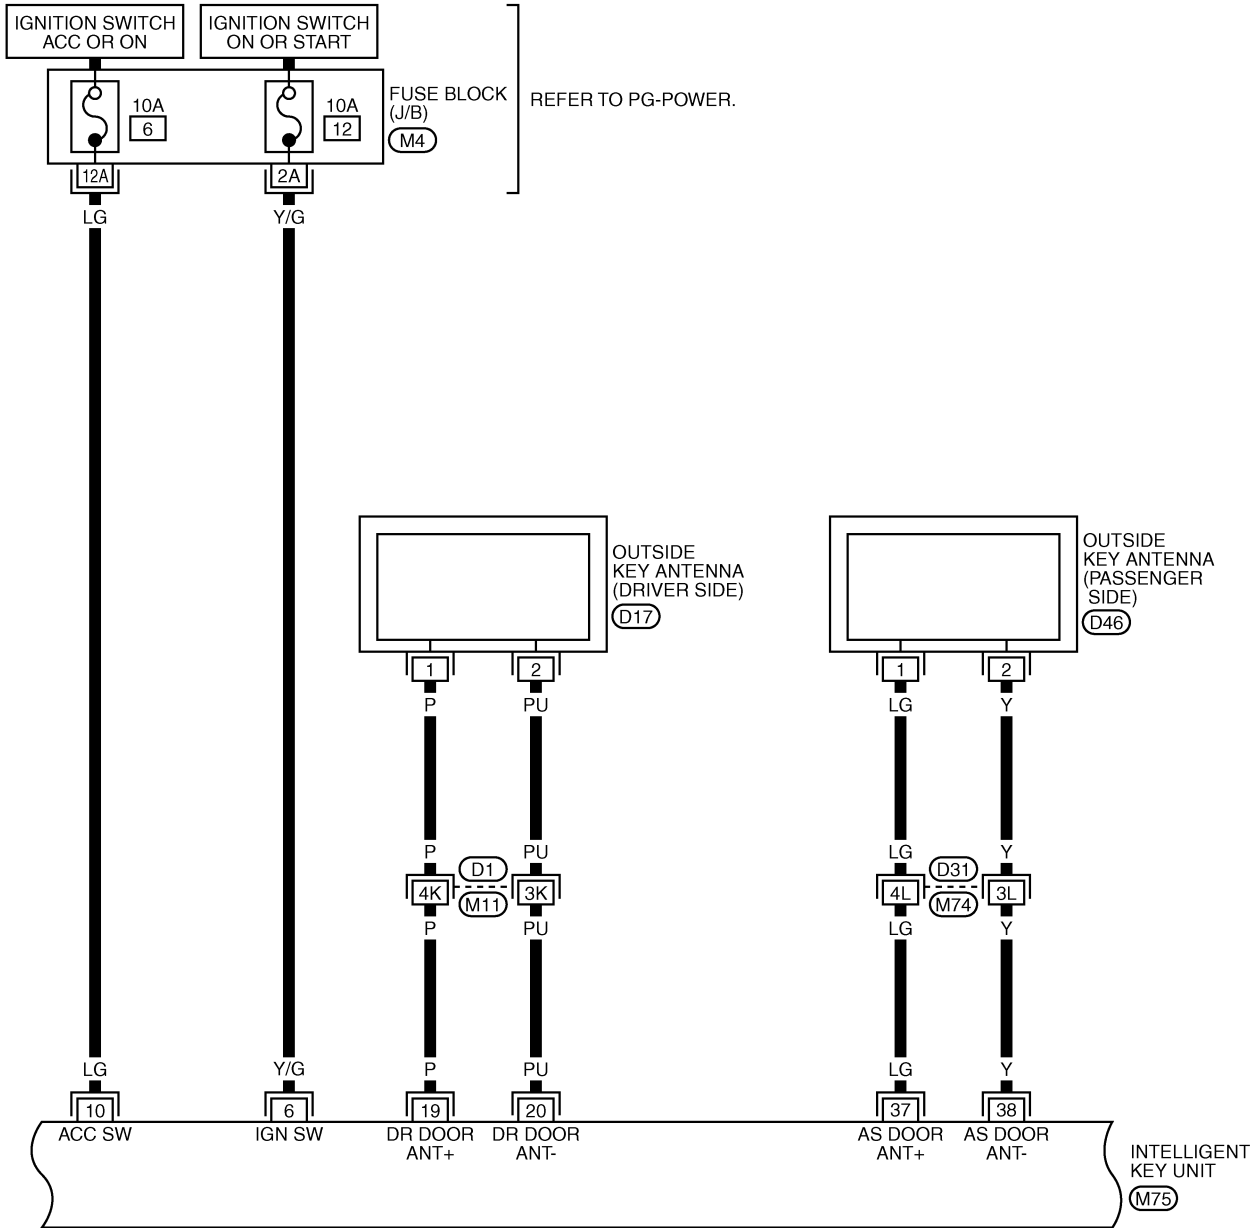 IGNITION SWITCH
ACC OR ON
IGNITION SWITCH
ON OR START
10A
6
10A
12
FUSE BLOCK
(J/B)
M4
REFER TO PG-POWER.
12A
2A
LG
Y/G
OUTSIDE
KEY ANTENNA
(DRIVER SIDE)
D17
OUTSIDE
KEY ANTENNA
(PASSENGER
SIDE)
D46
1
2
1
2
P
PU
LG
Y
P
PU
LG
Y
D1
D31
4K
3K
4L
3L
M11
M74
P
PU
LG
Y
LG
Y/G
P
PU
LG
Y
10
6
19
20
37
38
ACC SW
IGN SW
DR DOOR
ANT+
DR DOOR
ANT-
AS DOOR
ANT+
AS DOOR
ANT-
INTELLIGENT
KEY UNIT
M75